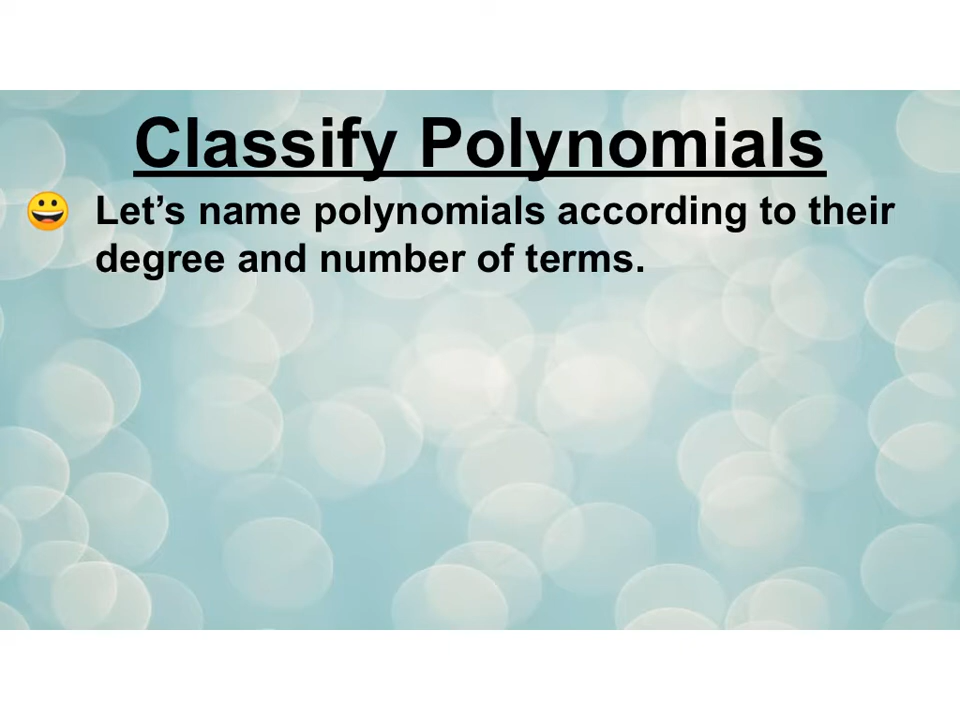 Classify Polynomials
😀 Let’s name polynomials according to their
degree and number of terms.